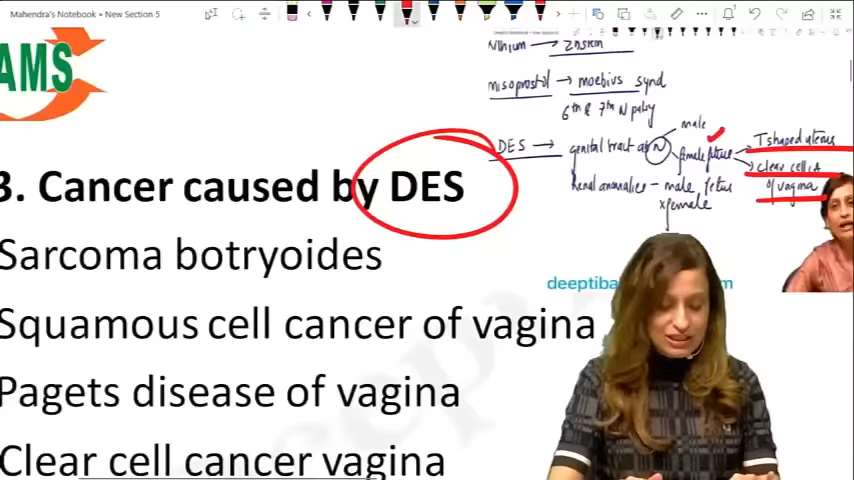 Mahendra's Notebook • New Section 5
AMS
Ebstein
misoprostol → moebius synd
6th & 7th N palsy
DES → genital tract ab N
male
female fetus
T shaped uterus
Clear cell CA
of vagina
Renal anomalies – male fetus
x female
3. Cancer caused by DES
Sarcoma botryoides
Squamous cell cancer of vagina
Pagets disease of vagina
Clear cell cancer vagina
deeptiba
m